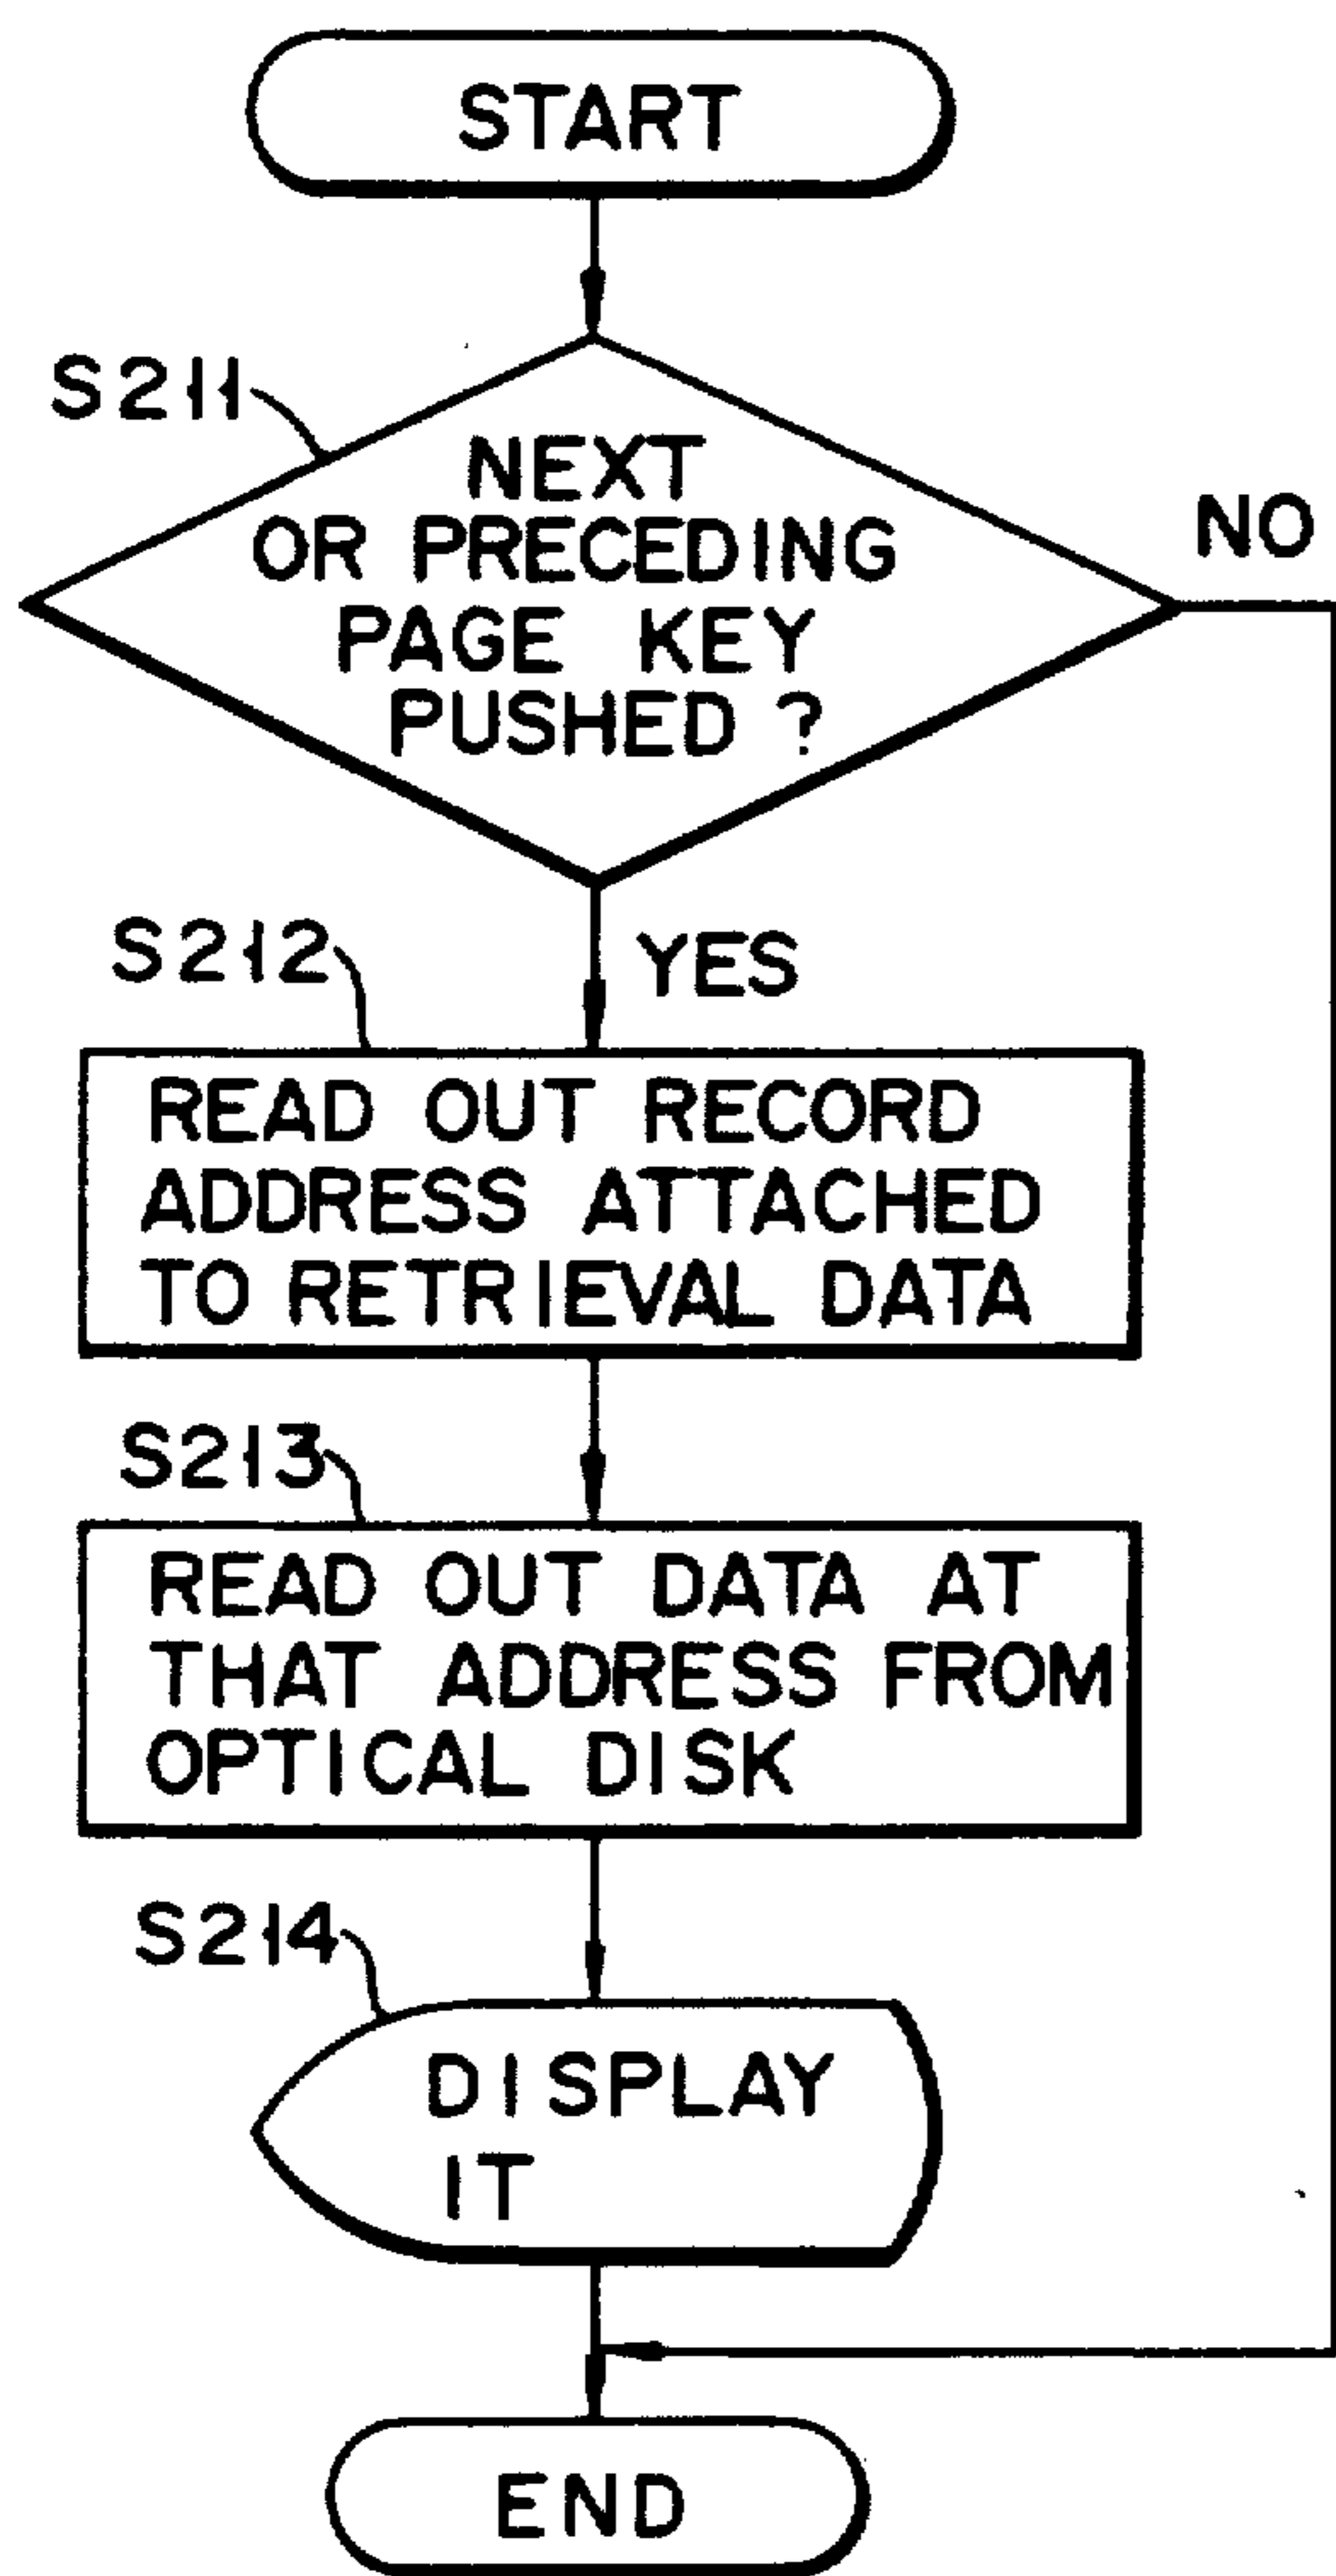 START
S211
NEXT
OR PRECEDING
PAGE KEY
PUSHED ?
NO
S212
YES
READ OUT RECORD
ADDRESS ATTACHED
TO RETRIEVAL DATA
S213
READ OUT DATA AT
THAT ADDRESS FROM
OPTICAL DISK
S214
DISPLAY
IT
END